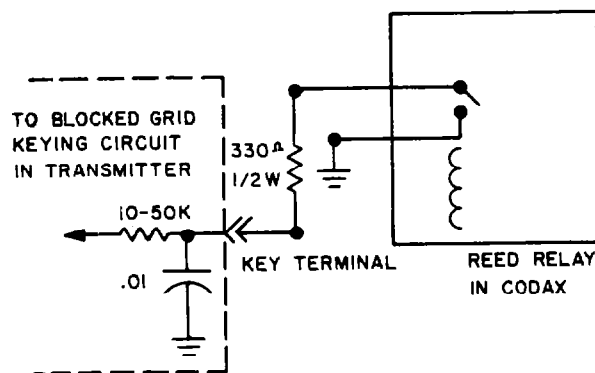 TO BLOCKED GRID
KEYING CIRCUIT
IN TRANSMITTER
10-50K
.01
330Ω
1/2W
KEY TERMINAL
REED RELAY
IN CODAX